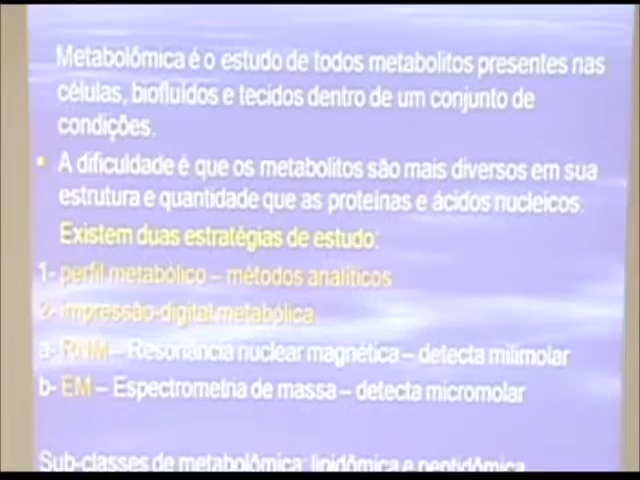 Metabolômica é o estudo de todos metabolitos presentes nas
células, biofluídos e tecidos dentro de um conjunto de
condições.
• A dificuldade é que os metabolitos são mais diversos em sua
estrutura e quantidade que as proteínas e ácidos nucleicos.
Existem duas estratégias de estudo:
1- perfil metabólico – métodos analíticos
2- Impressão-digital metabólica
a- RNM – Resonância nuclear magnética – detecta milimolar
b- EM – Espectrometria de massa – detecta micromolar
Sub-classes de metabolômica: lipidômica e peptidômica